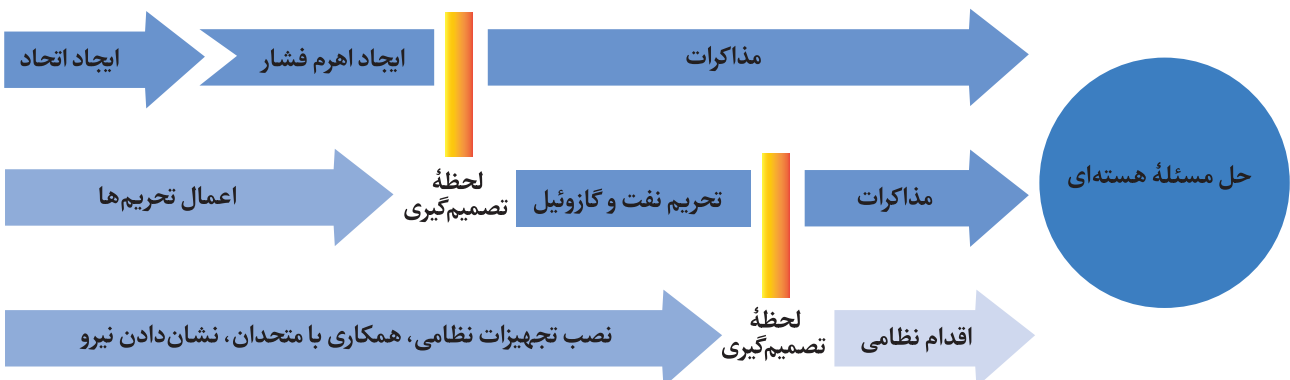 ایجاد اتحاد
ایجاد اهرم فشار
مذاکرات
حل مسئلهٔ هسته‌ای
اعمال تحریم‌ها
لحظهٔ
تصمیم‌گیری
تحریم نفت و گازوئیل
مذاکرات
نصب تجهیزات نظامی، همکاری با متحدان، نشان‌دادن نیرو
لحظهٔ
تصمیم‌گیری
اقدام نظامی